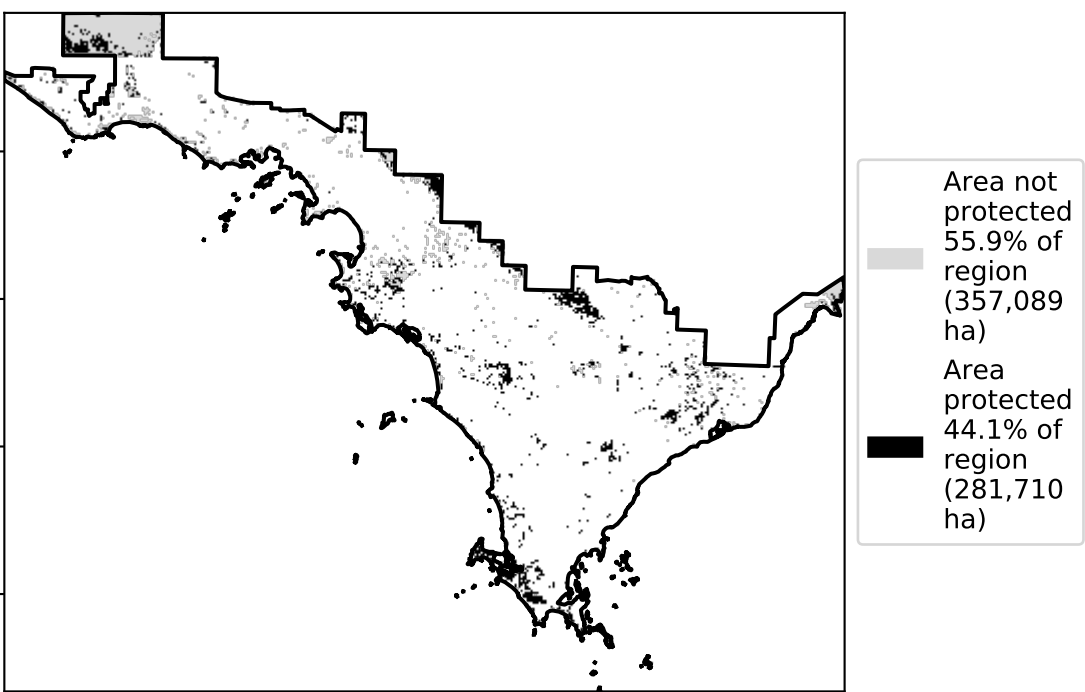 Area not
protected
55.9% of
region
(357,089
ha)
Area
protected
44.1% of
region
(281,710
ha)